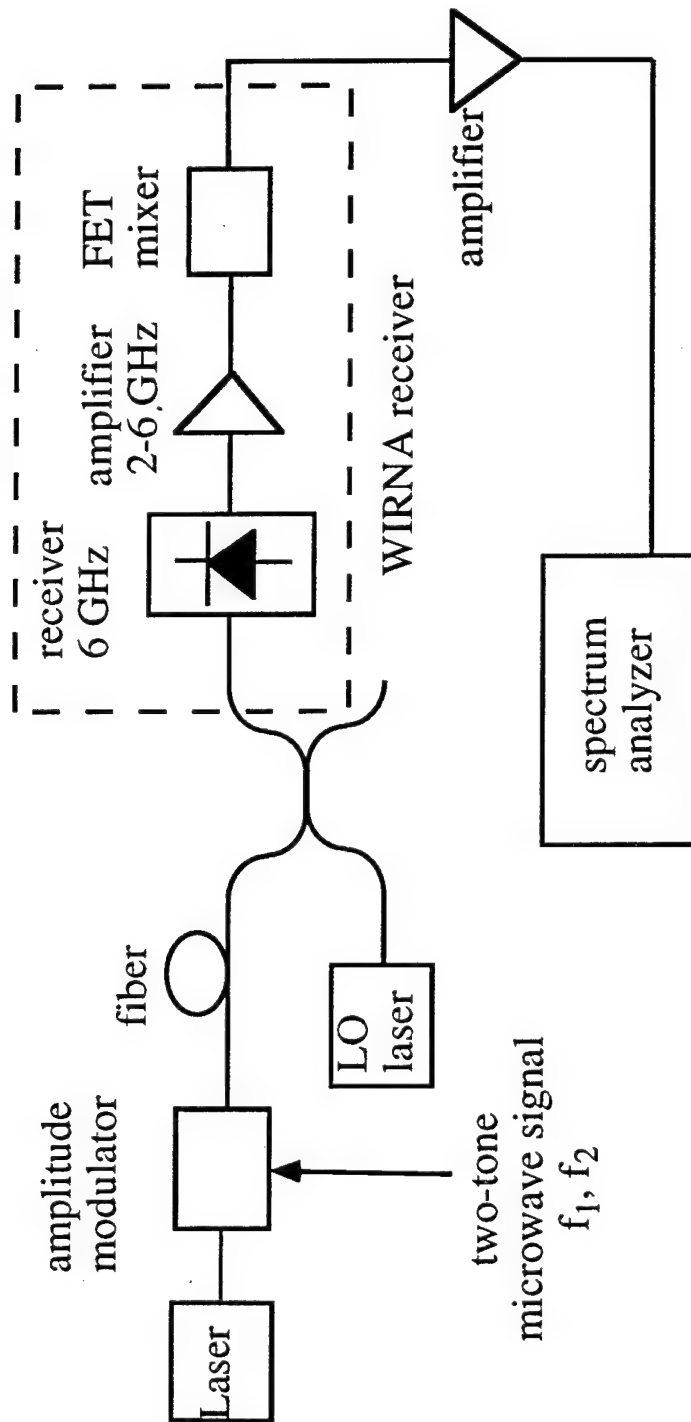 Laser
amplitude
modulator
two-tone
microwave signal
f1, f2
fiber
LO
laser
receiver
6 GHz
amplifier
2-6 GHz
FET
mixer
WIRNA receiver
amplifier
spectrum
analyzer